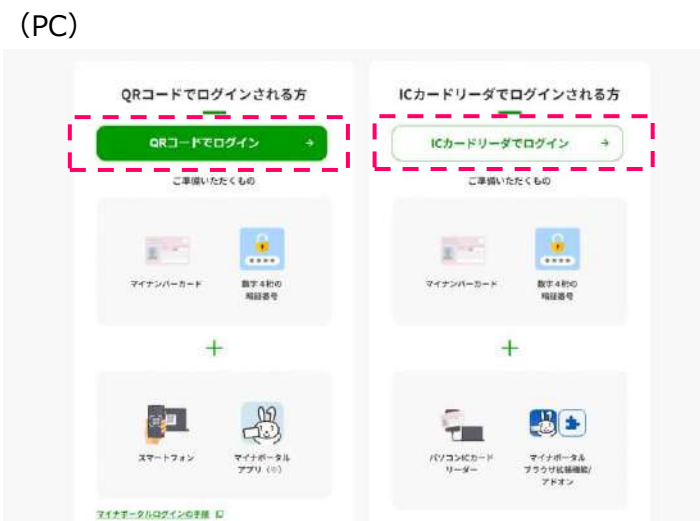 （PC）
QRコードでログインされる方
QRコードでログイン →
ご準備いただくもの
マイナンバーカード
数字4桁の
暗証番号
+
スマートフォン
マイナポータル
アプリ（※）
マイナポータルログインの手順
ICカードリーダでログインされる方
ICカードリーダでログイン →
ご準備いただくもの
マイナンバーカード
数字4桁の
暗証番号
+
パソコンICカード
リーダー
マイナポータル
ブラウザ拡張機能/
アドオン